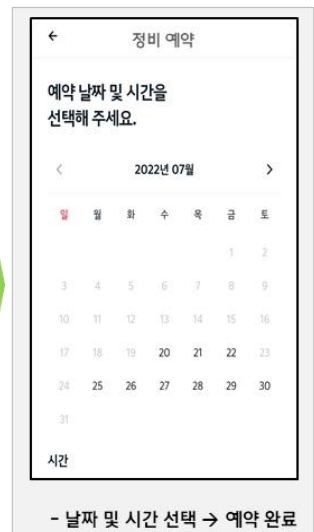 ← 정비 예약
예약 날짜 및 시간을
선택해 주세요.
< 2022년 07월 >
일 월 화 수 목 금 토
1 2
3 4 5 6 7 8 9
10 11 12 13 14 15 16
17 18 19 20 21 22 23
24 25 26 27 28 29 30
31
시간
- 날짜 및 시간 선택 → 예약 완료